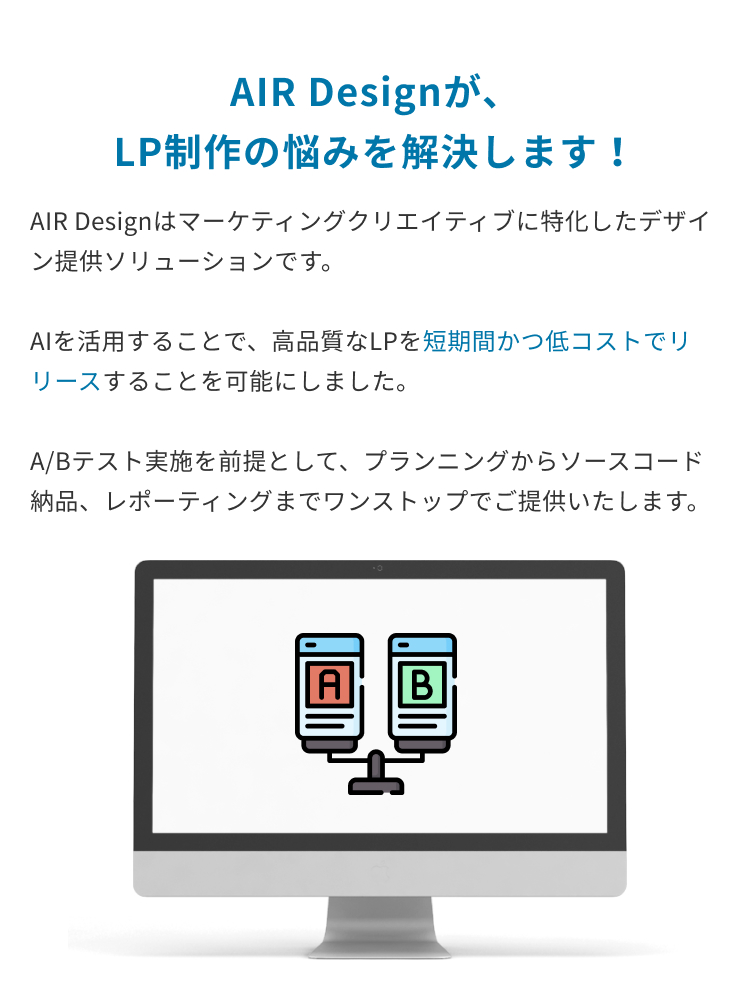 AIR Designが、
LP制作の悩みを解決します！
AIR Designはマーケティングクリエイティブに特化したデザイ
ン提供ソリューションです。
AIを活用することで、高品質なLPを短期間かつ低コストでリ
リースすることを可能にしました。
A/Bテスト実施を前提として、プランニングからソースコード
納品、レポーティングまでワンストップでご提供いたします。
A B